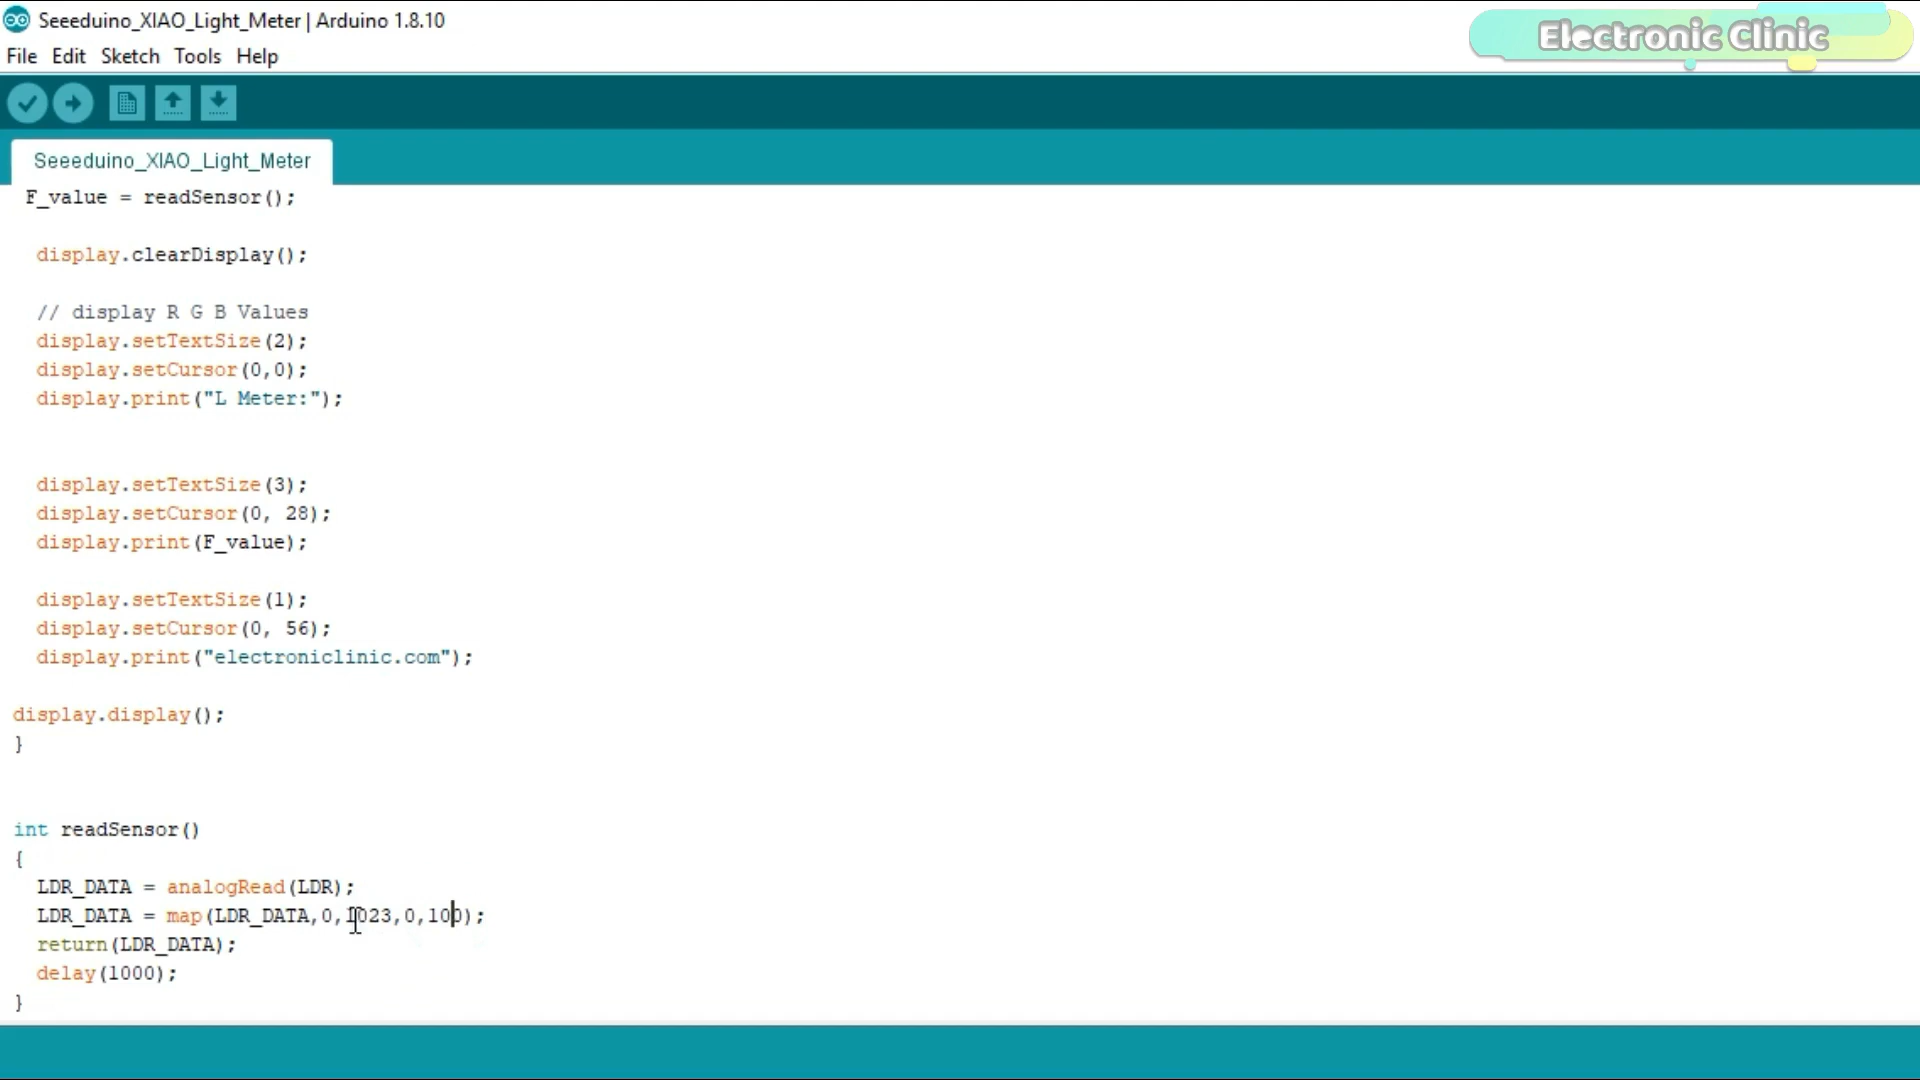 Seeeduino_XIAO_Light_Meter | Arduino 1.8.10
Electronic Clinic
File Edit Sketch Tools Help
Seeeduino_XIAO_Light_Meter
F_value = readSensor();
display.clearDisplay();
// display R G B Values
display.setTextSize(2);
display.setCursor(0,0);
display.print("L Meter:");
display.setTextSize(3);
display.setCursor(0, 28);
display.print(F_value);
display.setTextSize(1);
display.setCursor(0, 56);
display.print("electroniclinic.com");
display.display();
}
int readSensor()
{
LDR_DATA = analogRead(LDR);
LDR_DATA = map(LDR_DATA,0,1023,0,100);
return(LDR_DATA);
delay(1000);
}